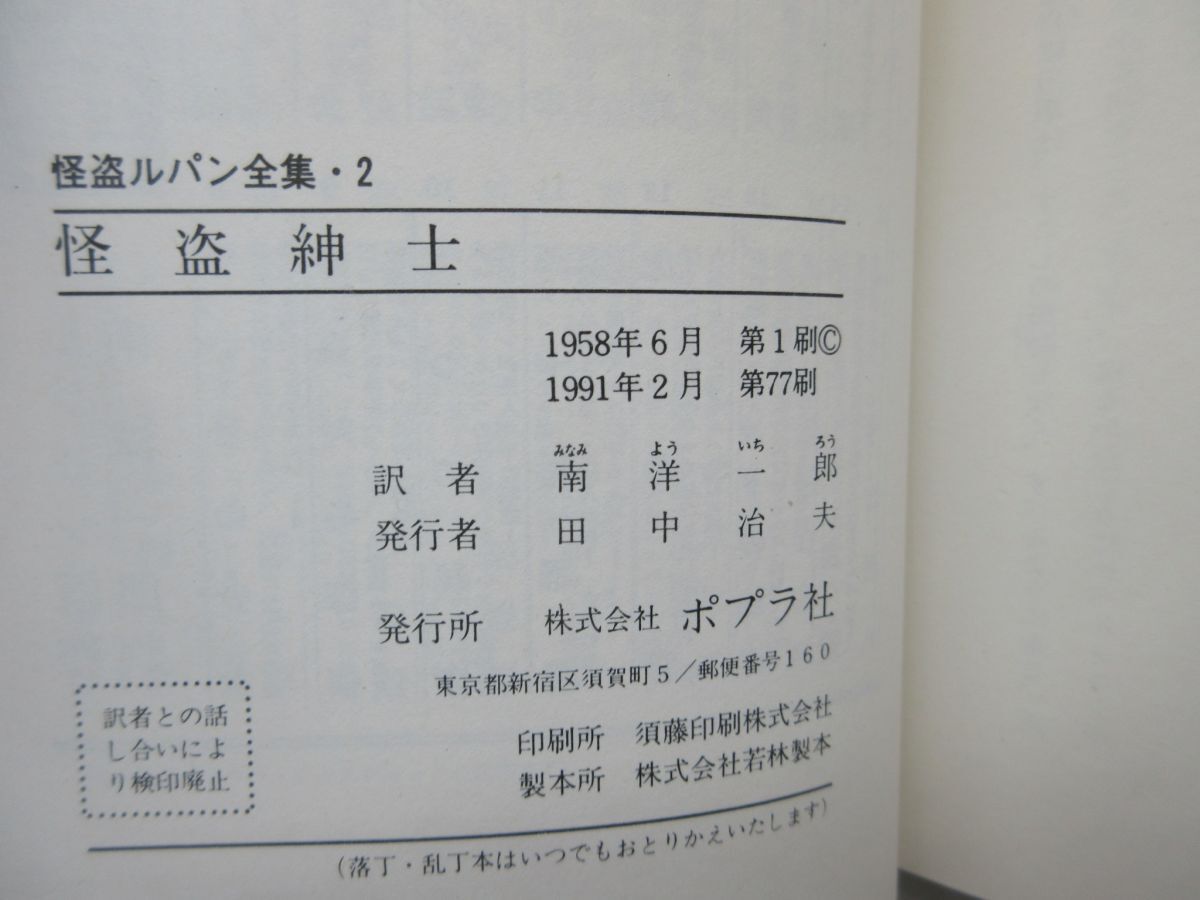 怪盗ルパン全集・2
怪盗紳士
1958年6月 第1刷©
1991年2月 第77刷
みなみ よう いち ろう
訳者 南洋一郎
発行者 田中治夫
発行所 株式会社 ポプラ社
東京都新宿区須賀町5/郵便番号160
印刷所 須藤印刷株式会社
製本所 株式会社若林製本
訳者との話
し合いによ
り検印廃止
(落丁・乱丁本はいつでもおとりかえいたします)